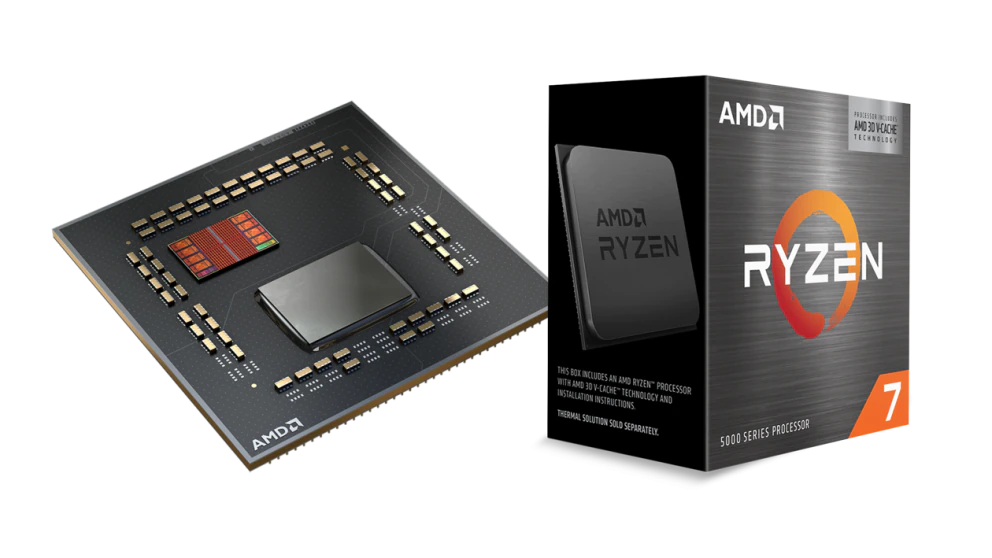 AMD
AMD
RYZEN
THIS BOX INCLUDES AN AMD RYZEN™ PROCESSOR
WITH AMD 3D V-CACHE™ TECHNOLOGY AND
INSTALLATION INSTRUCTIONS.
THERMAL SOLUTION SOLD SEPARATELY.
AMD
PROCESSOR INCLUDES
AMD 3D V-CACHE™
TECHNOLOGY
RYZEN
7
5000 SERIES PROCESSOR